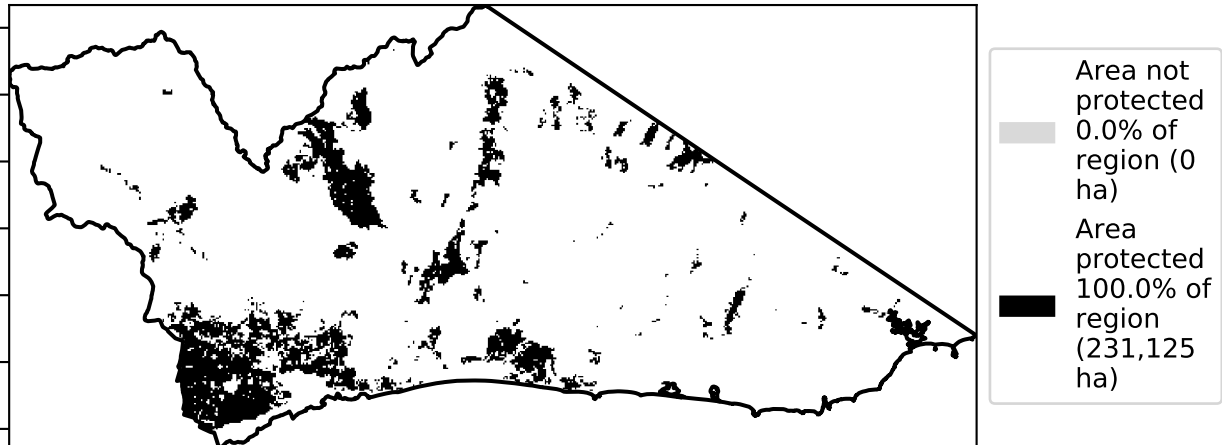 Area not
protected
0.0% of
region (0
ha)
Area
protected
100.0% of
region
(231,125
ha)